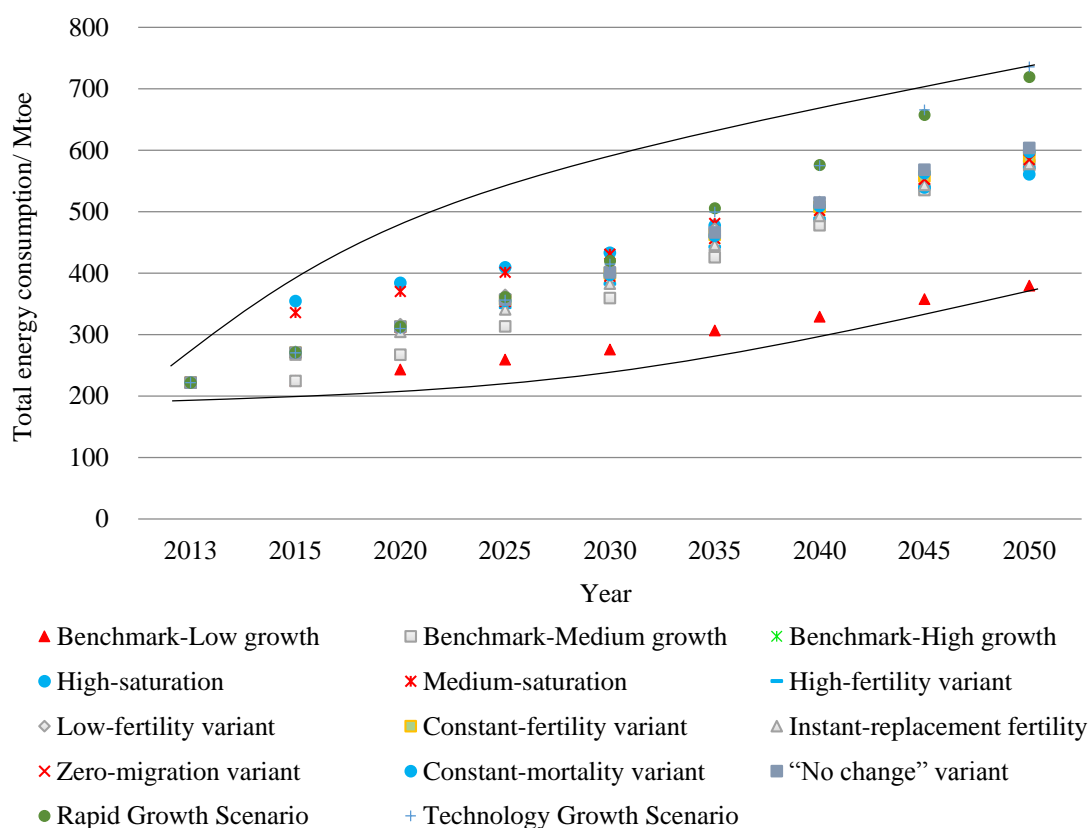 800
700
600
500
400
300
200
100
0
Total energy consumption/ Mtoe
2013 2015 2020 2025 2030 2035 2040 2045 2050
Year
Benchmark-Low growth Benchmark-Medium growth Benchmark-High growth
High-saturation Medium-saturation High-fertility variant
Low-fertility variant Constant-fertility variant Instant-replacement fertility
Zero-migration variant Constant-mortality variant “No change” variant
Rapid Growth Scenario Technology Growth Scenario